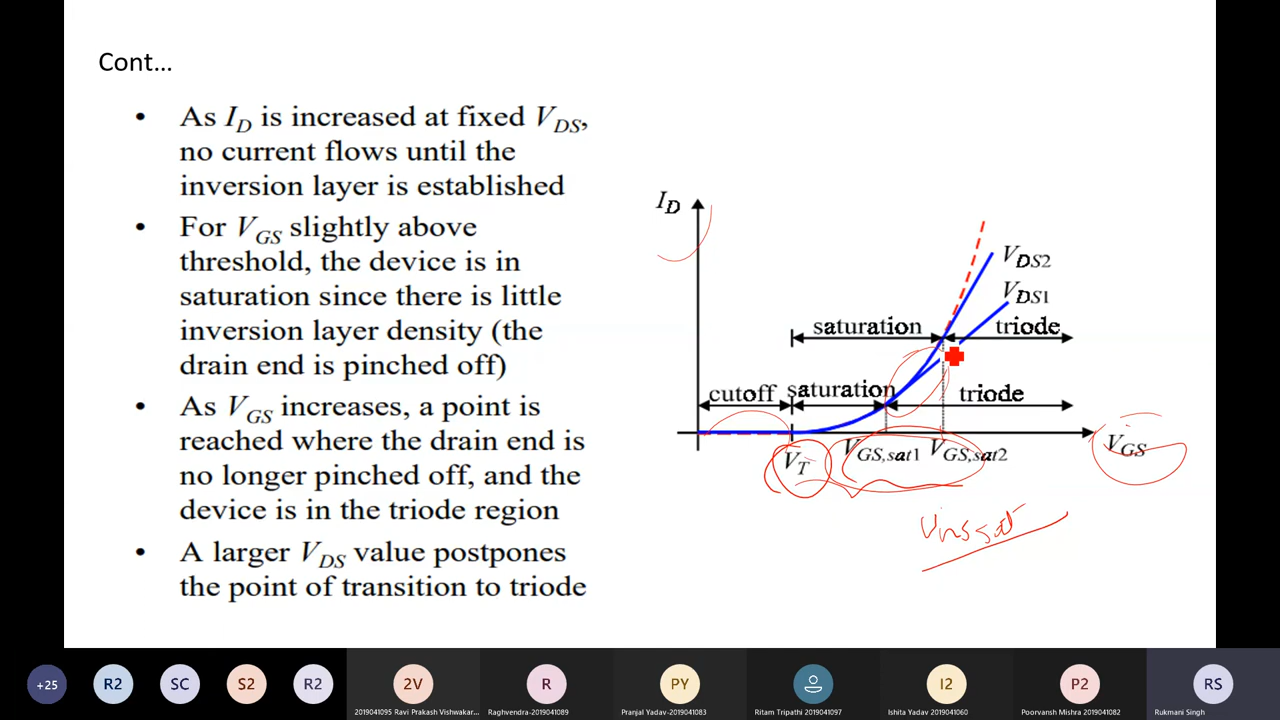 Cont...
• As I_D is increased at fixed V_DS,
no current flows until the
inversion layer is established
• For V_GS slightly above
threshold, the device is in
saturation since there is little
inversion layer density (the
drain end is pinched off)
• As V_GS increases, a point is
reached where the drain end is
no longer pinched off, and the
device is in the triode region
• A larger V_DS value postpones
the point of transition to triode
I_D
V_DS2
V_DS1
saturation triode
cutoff saturation triode
V_T V_GS,sat1 V_GS,sat2 V_GS
+25 R2 SC S2 R2 2V R PY I2 P2 RS
2019041095 Ravi Prakash Vishwakar... Raghvendra-2019041089 Pranjal Yadav-2019041083 Ritam Tripathi 2019041097 Ishita Yadav 2019041060 Poorvansh Mishra 2019041082 Rukmani Singh